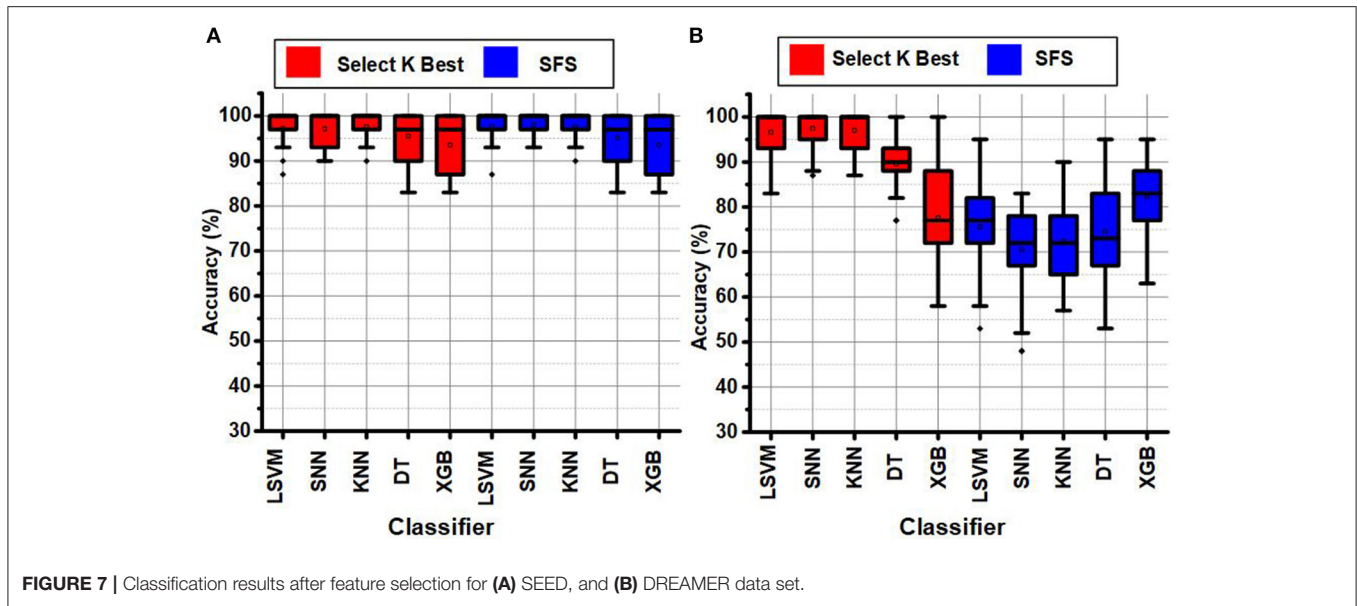 A
Select K Best SFS
100
90
80
70
60
50
40
30
Accuracy (%)
LSVM
SNN
KNN
DT
XGB
LSVM
SNN
KNN
DT
XGB
Classifier
B
Select K Best SFS
100
90
80
70
60
50
40
30
Accuracy (%)
LSVM
SNN
KNN
DT
XGB
LSVM
SNN
KNN
DT
XGB
Classifier
FIGURE 7 | Classification results after feature selection for (A) SEED, and (B) DREAMER data set.